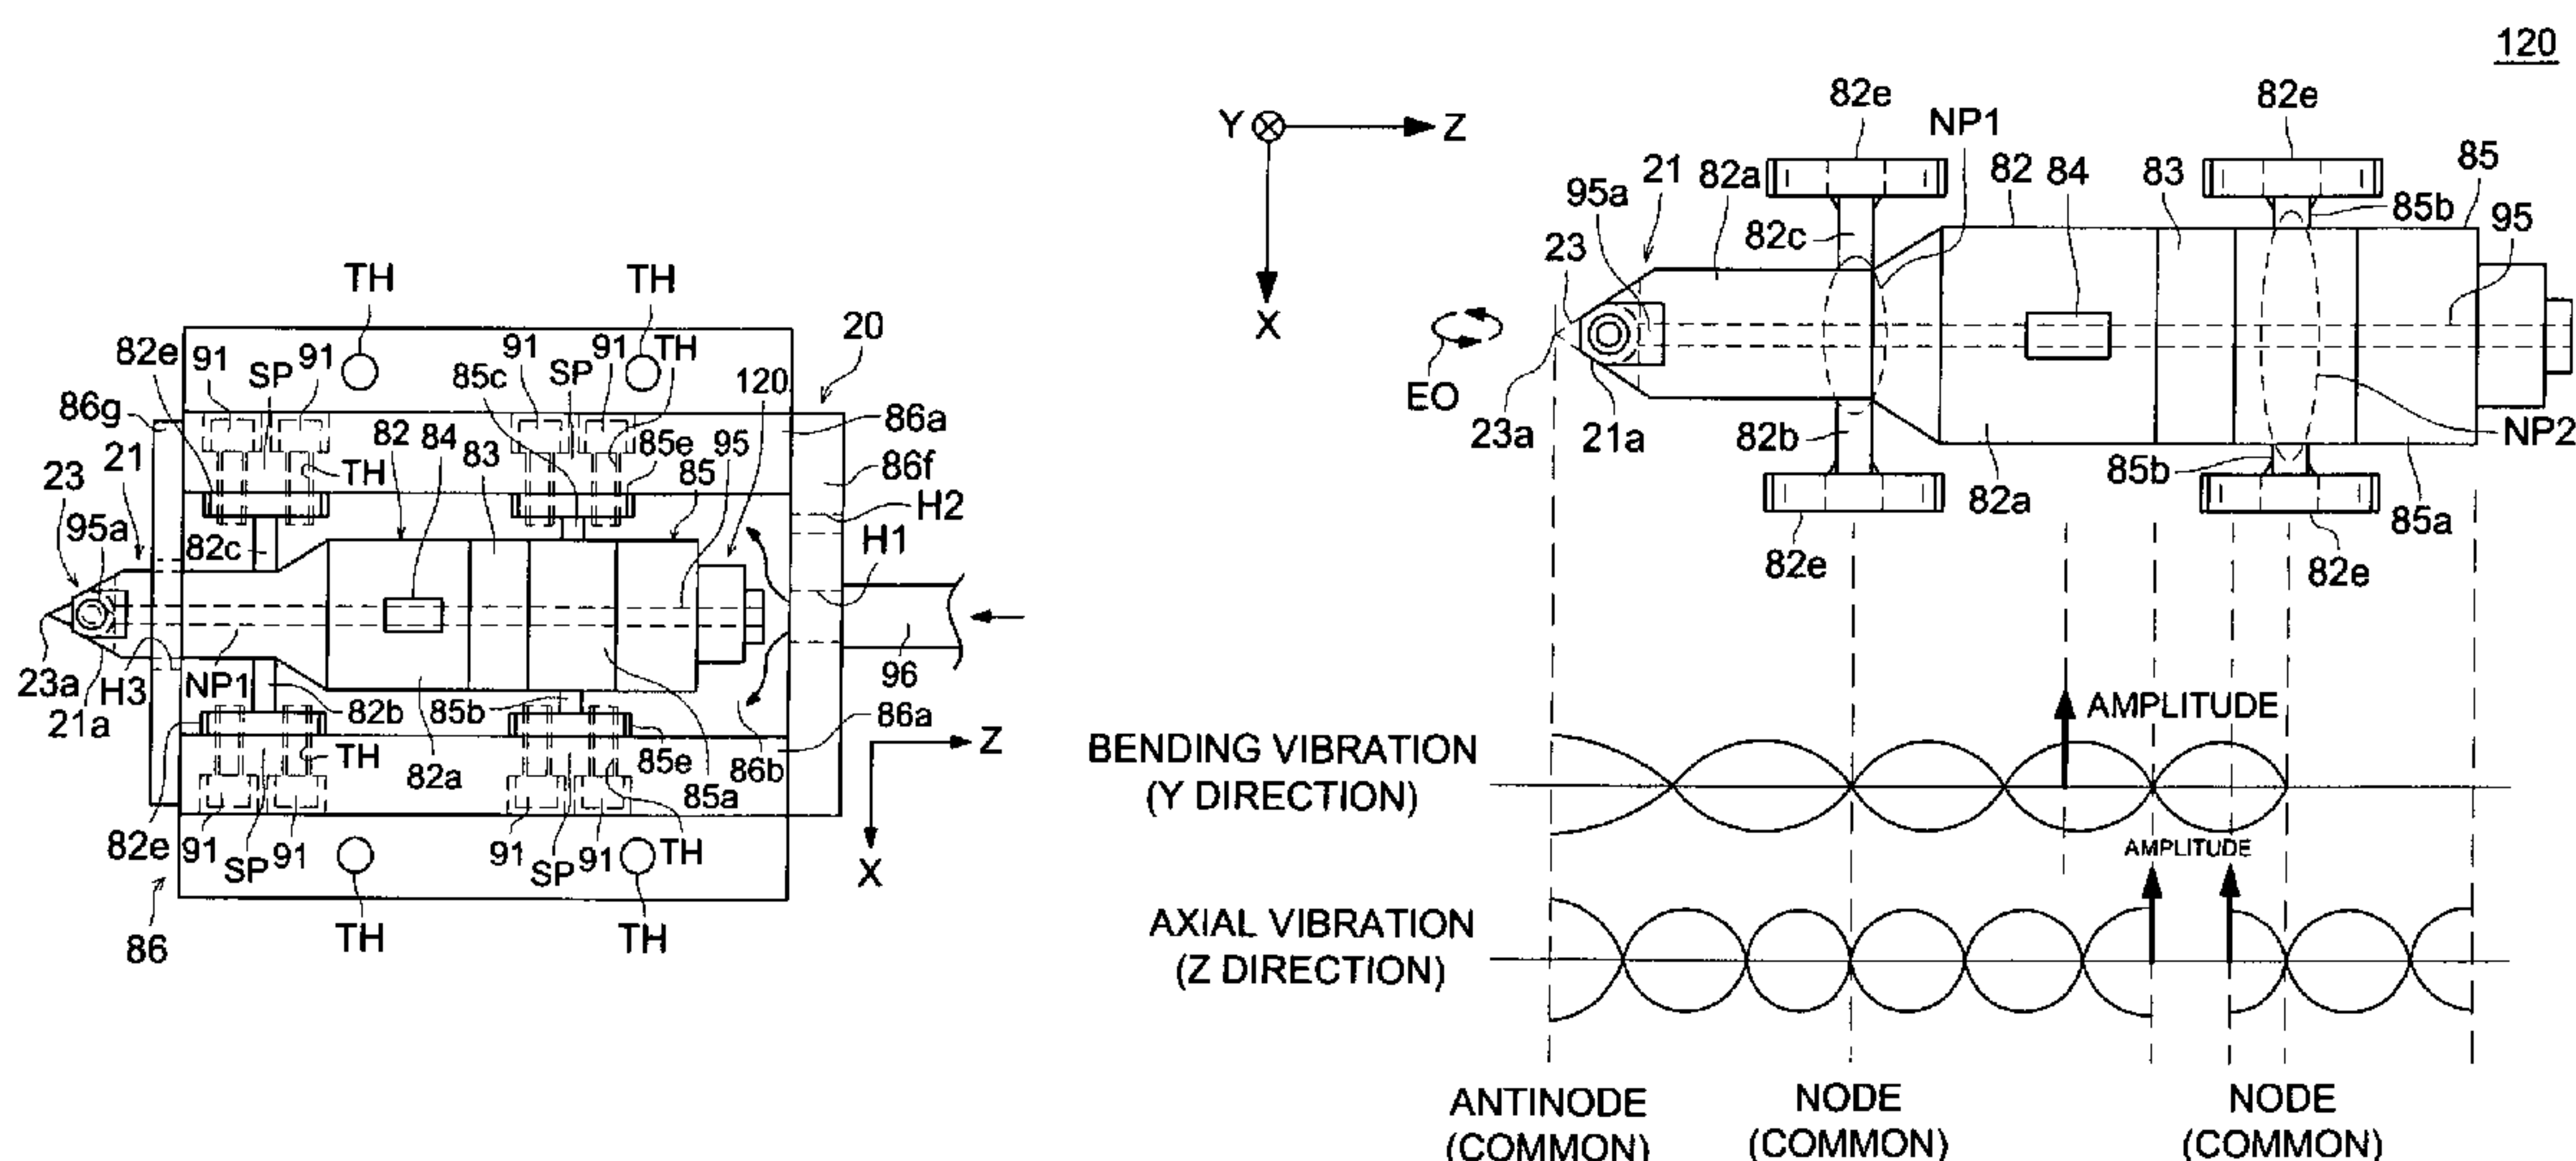 120
TH
TH
20
82e
91
SP
91
91
SP
91
TH
85c
120
86g
86a
21
82
84
83
85e
85
95
86f
TH
H2
23
95a
82c
H1
96
23a
H3
NP1
21a
82b
85b
86a
Z
TH
82a
85e
86b
85a
82e
91
SP
91
91
SP
91
TH
X
86
TH
TH
Y
Z
X
82e
NP1
82e
21
82a
82
84
83
85
95a
85b
95
23
82c
EO
23a
21a
82b
82a
85b
NP2
85a
82e
82e
AMPLITUDE
BENDING VIBRATION
(Y DIRECTION)
AMPLITUDE
AXIAL VIBRATION
(Z DIRECTION)
ANTINODE
(COMMON)
NODE
(COMMON)
NODE
(COMMON)